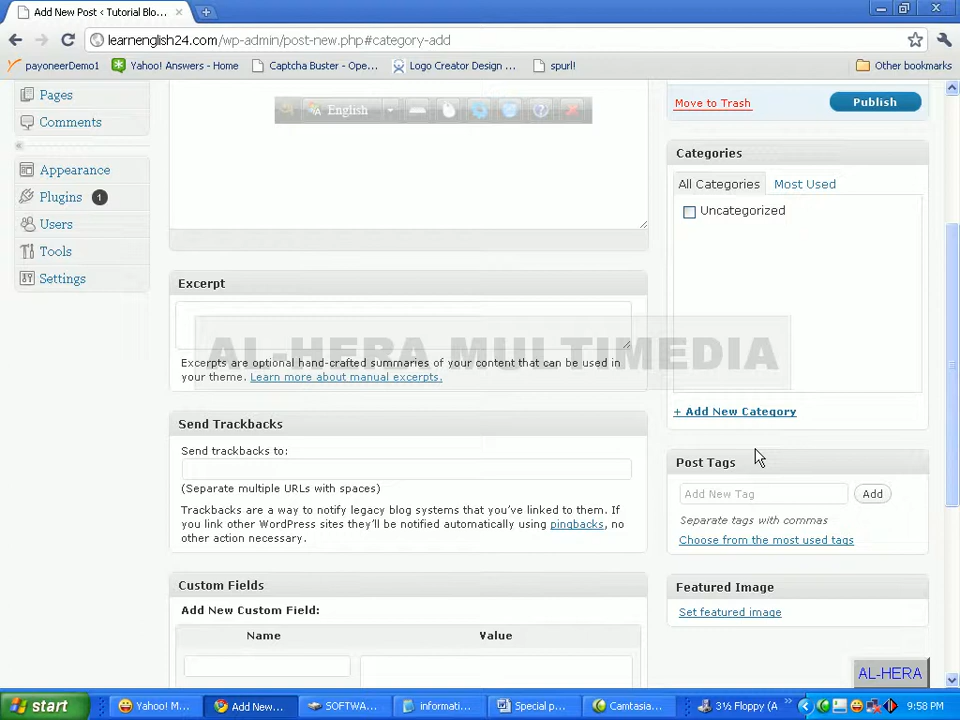 Add New Post < Tutorial Blo...
learnenglish24.com/wp-admin/post-new.php#category-add
payoneerDemo1
Yahoo! Answers - Home
Captcha Buster - Ope...
Logo Creator Design ...
spurl!
Other bookmarks
Pages
Comments
Appearance
Plugins 1
Users
Tools
Settings
English
Move to Trash
Publish
Categories
All Categories
Most Used
Uncategorized
+ Add New Category
Excerpt
AL-HERA MULTIMEDIA
Excerpts are optional hand-crafted summaries of your content that can be used in
your theme. Learn more about manual excerpts.
Send Trackbacks
Send trackbacks to:
(Separate multiple URLs with spaces)
Trackbacks are a way to notify legacy blog systems that you've linked to them. If
you link other WordPress sites they'll be notified automatically using pingbacks, no
other action necessary.
Post Tags
Add New Tag
Add
Separate tags with commas
Choose from the most used tags
Featured Image
Set featured image
Custom Fields
Add New Custom Field:
Name
Value
AL-HERA
start
Yahoo! M...
Add New...
SOFTWA...
informati...
Special p...
Camtasia...
3½ Floppy (A
9:58 PM